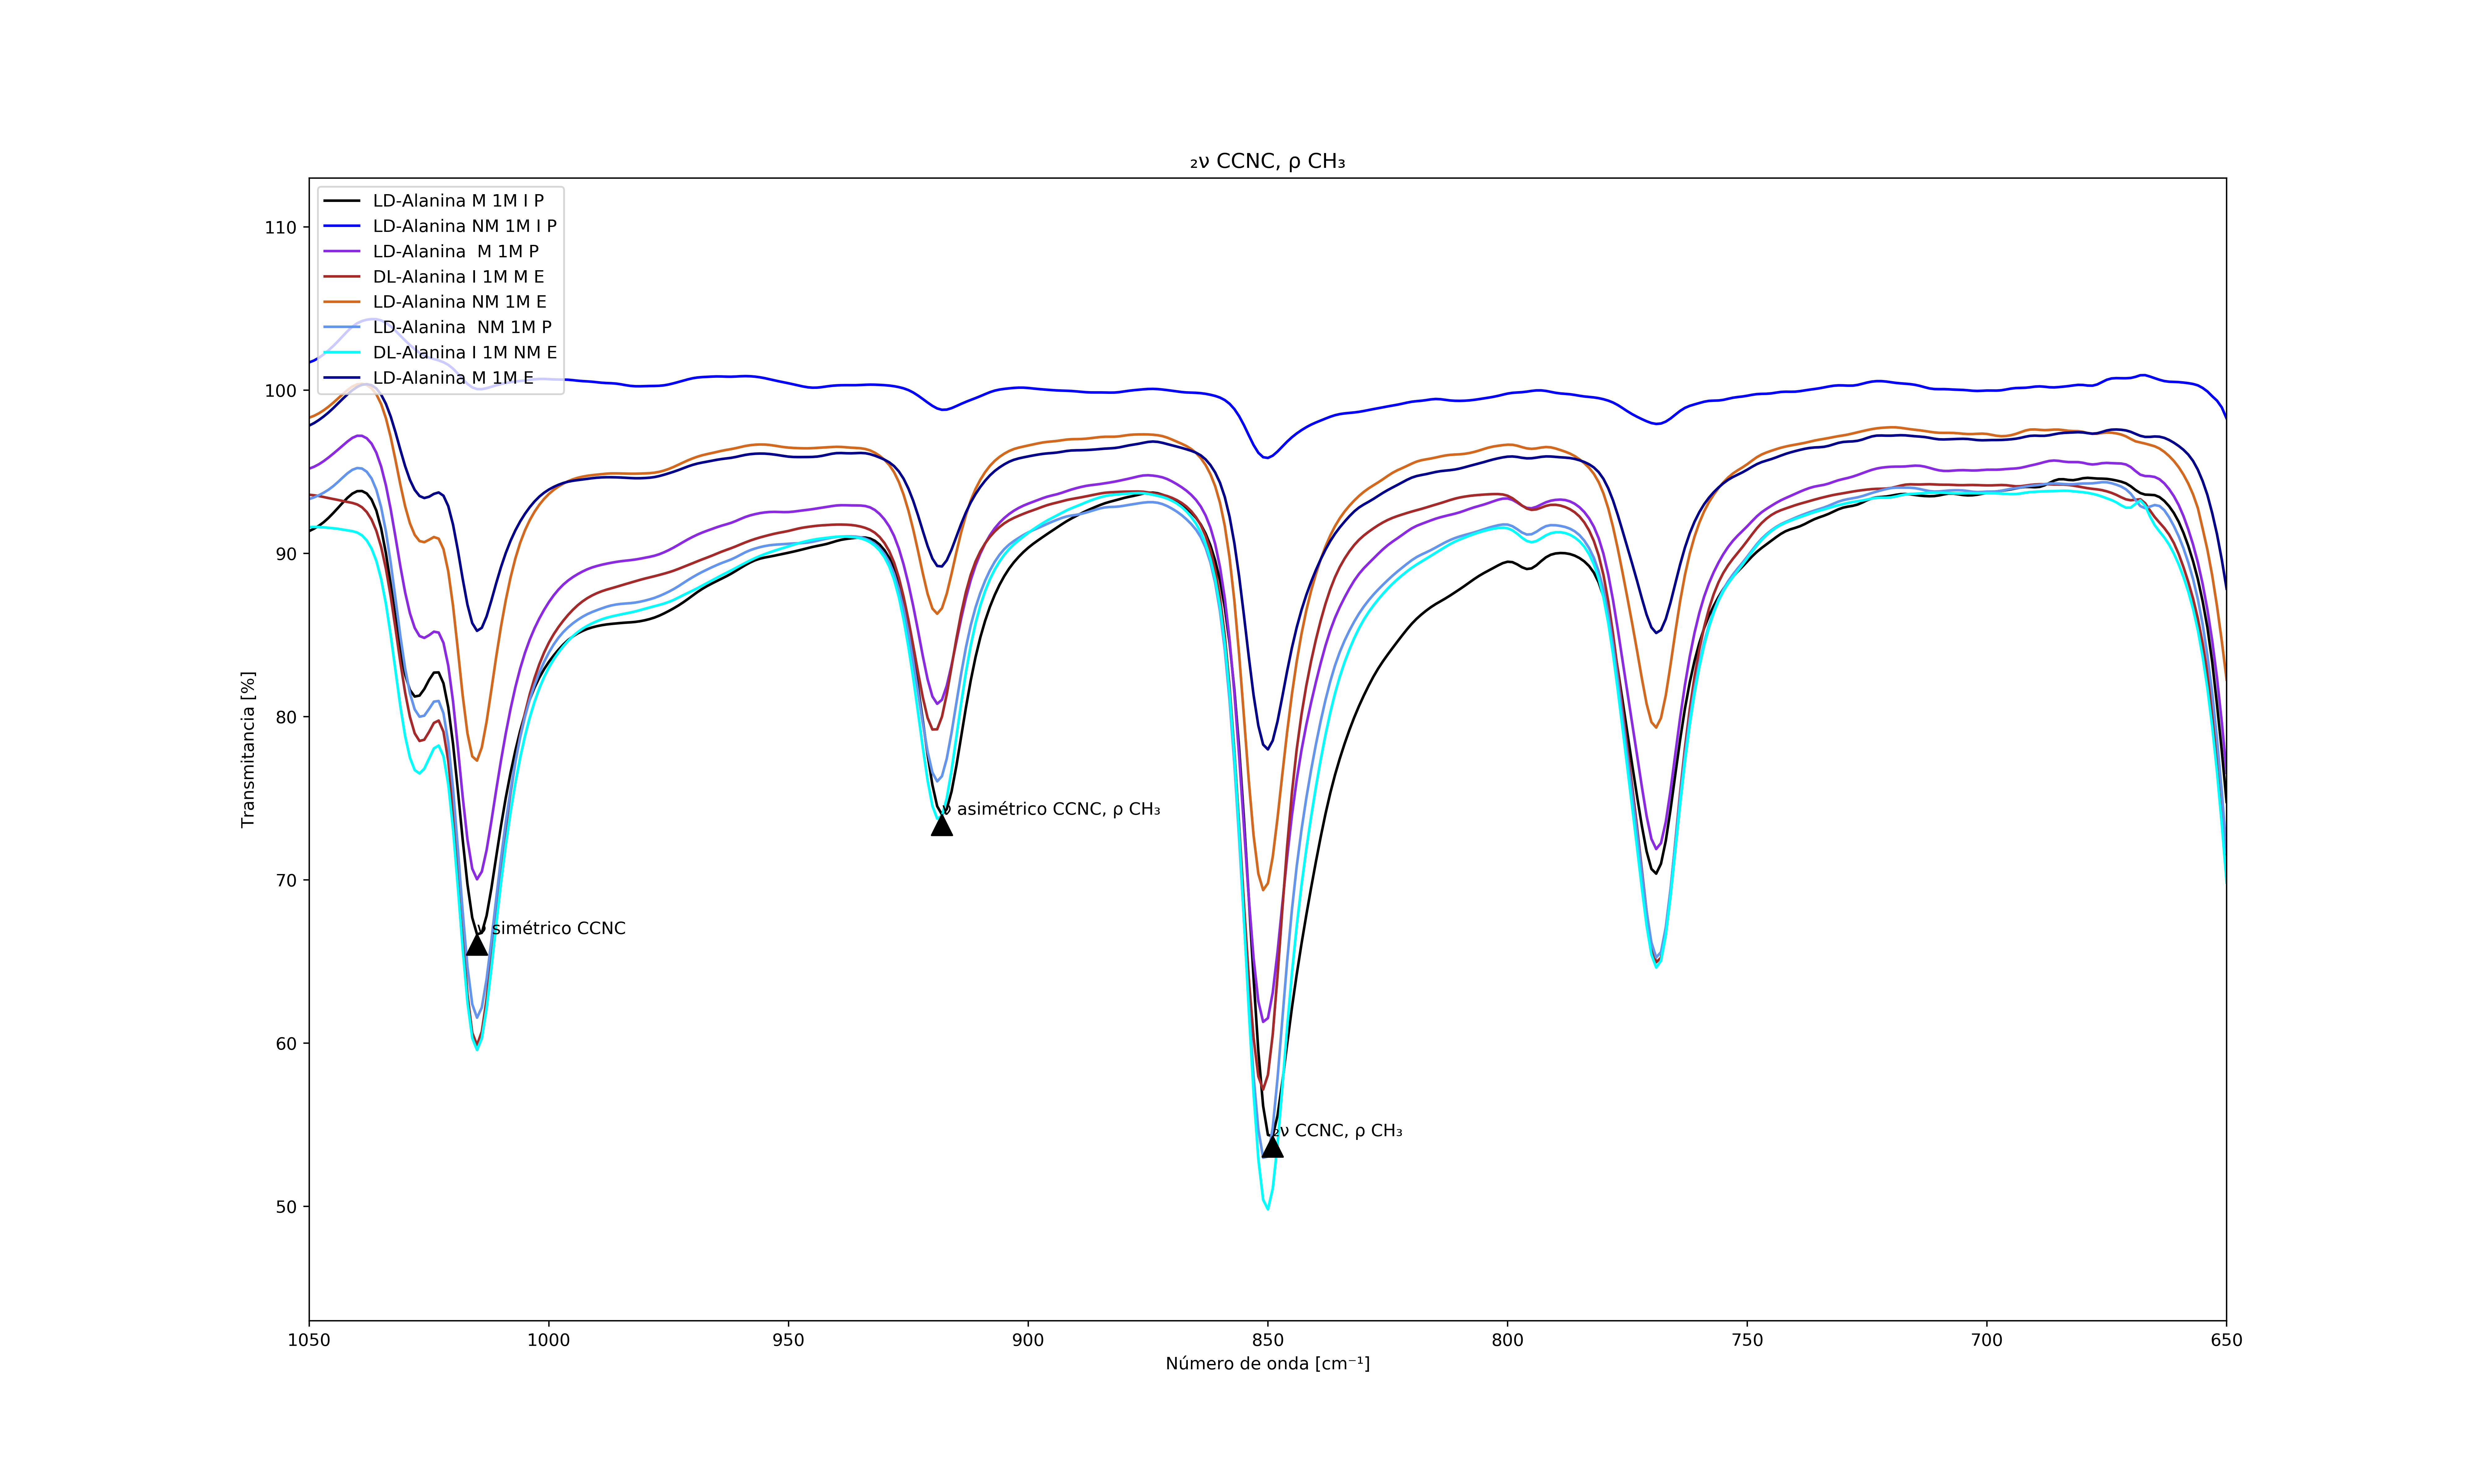 ₂ν CCNC, ρ CH₃
LD-Alanina M 1M I P
LD-Alanina NM 1M I P
LD-Alanina  M 1M P
DL-Alanina I 1M M E
LD-Alanina NM 1M E
LD-Alanina  NM 1M P
DL-Alanina I 1M NM E
LD-Alanina M 1M E
110
100
90
80
70
60
50
Transmitancia [%]
ν asimétrico CCNC, ρ CH₃
ν simétrico CCNC
₂ν CCNC, ρ CH₃
1050 1000 950 900 850 800 750 700 650
Número de onda [cm⁻¹]